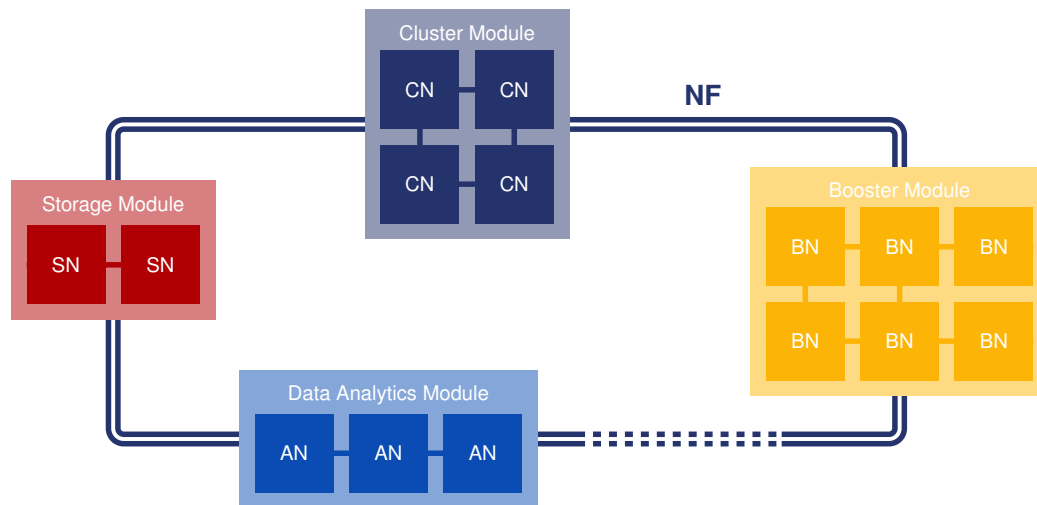 Cluster Module
CN CN
CN CN
NF
Storage Module
SN SN
Booster Module
BN BN BN
BN BN BN
Data Analytics Module
AN AN AN